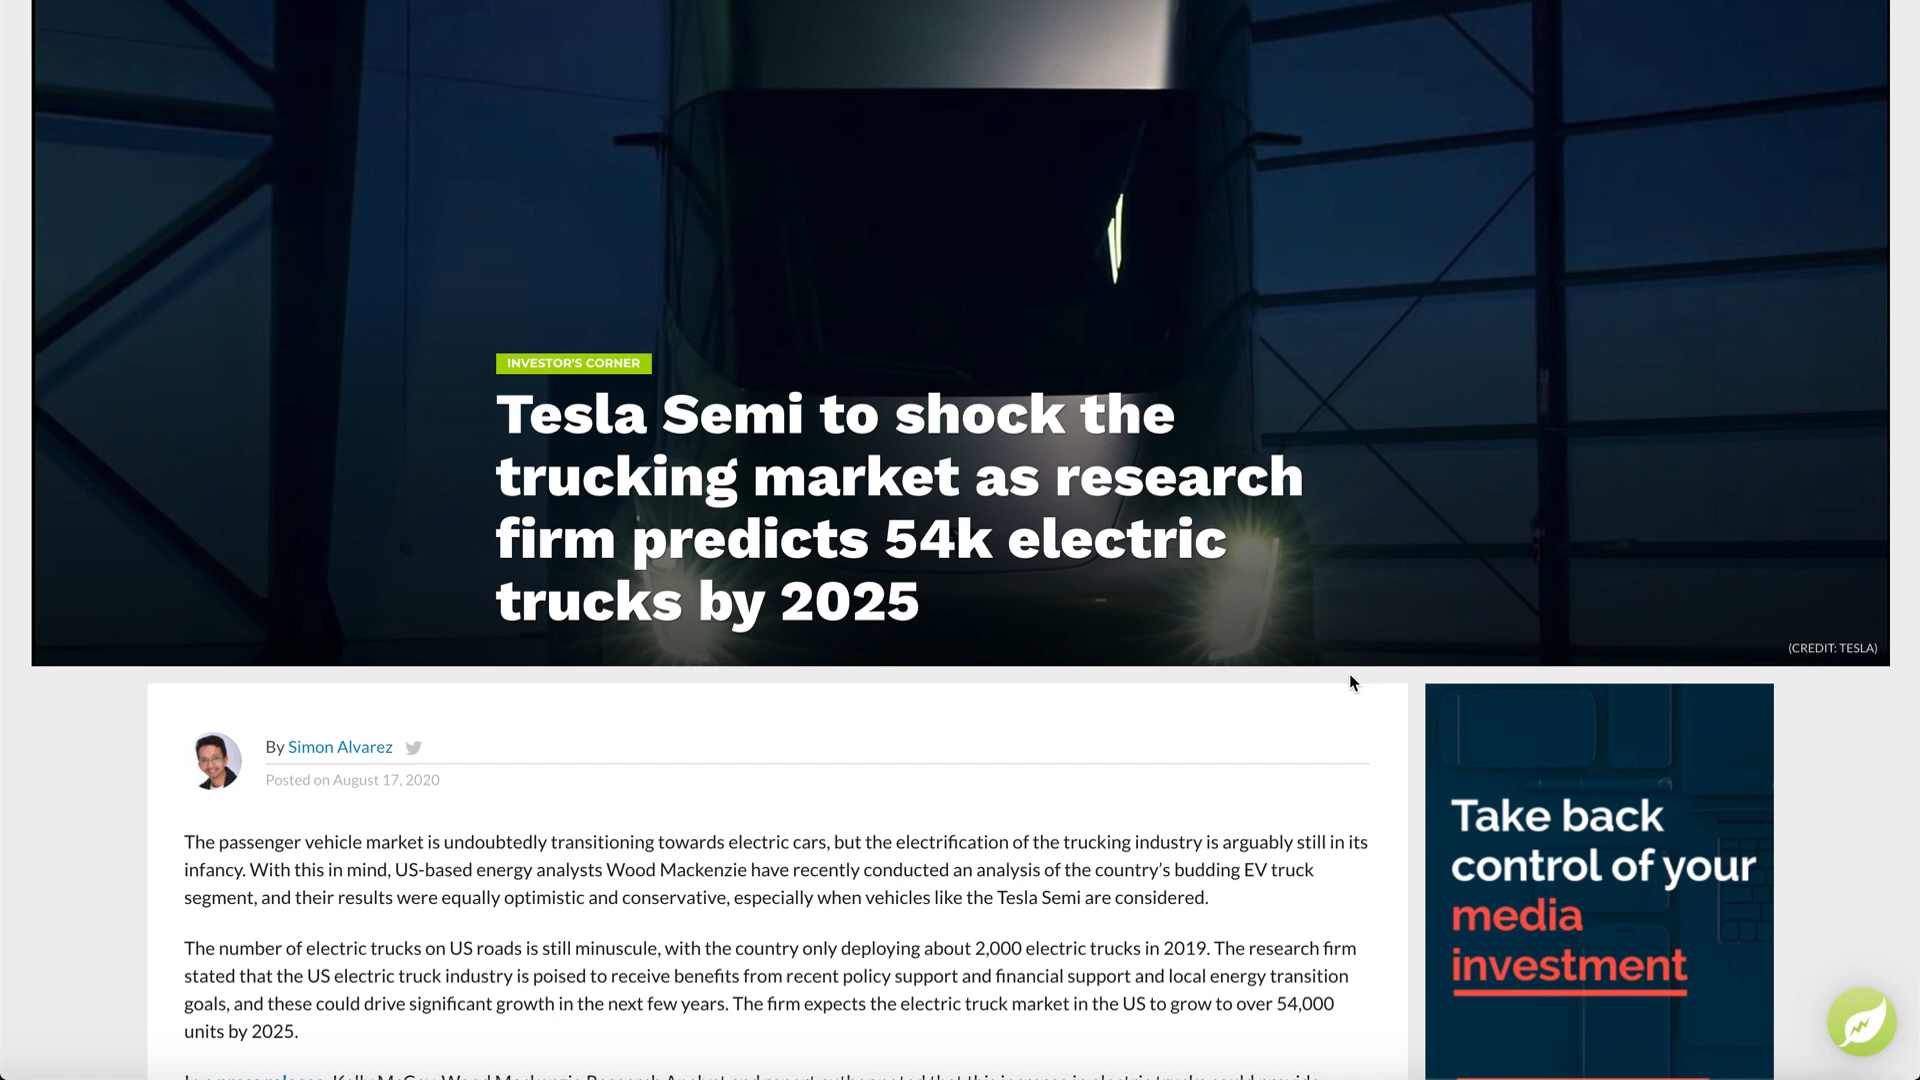 INVESTOR'S CORNER
Tesla Semi to shock the
trucking market as research
firm predicts 54k electric
trucks by 2025
(CREDIT: TESLA)
By Simon Alvarez
Posted on August 17, 2020
The passenger vehicle market is undoubtedly transitioning towards electric cars, but the electrification of the trucking industry is arguably still in its
infancy. With this in mind, US-based energy analysts Wood Mackenzie have recently conducted an analysis of the country’s budding EV truck
segment, and their results were equally optimistic and conservative, especially when vehicles like the Tesla Semi are considered.
The number of electric trucks on US roads is still minuscule, with the country only deploying about 2,000 electric trucks in 2019. The research firm
stated that the US electric truck industry is poised to receive benefits from recent policy support and financial support and local energy transition
goals, and these could drive significant growth in the next few years. The firm expects the electric truck market in the US to grow to over 54,000
units by 2025.
Take back
control of your
media
investment